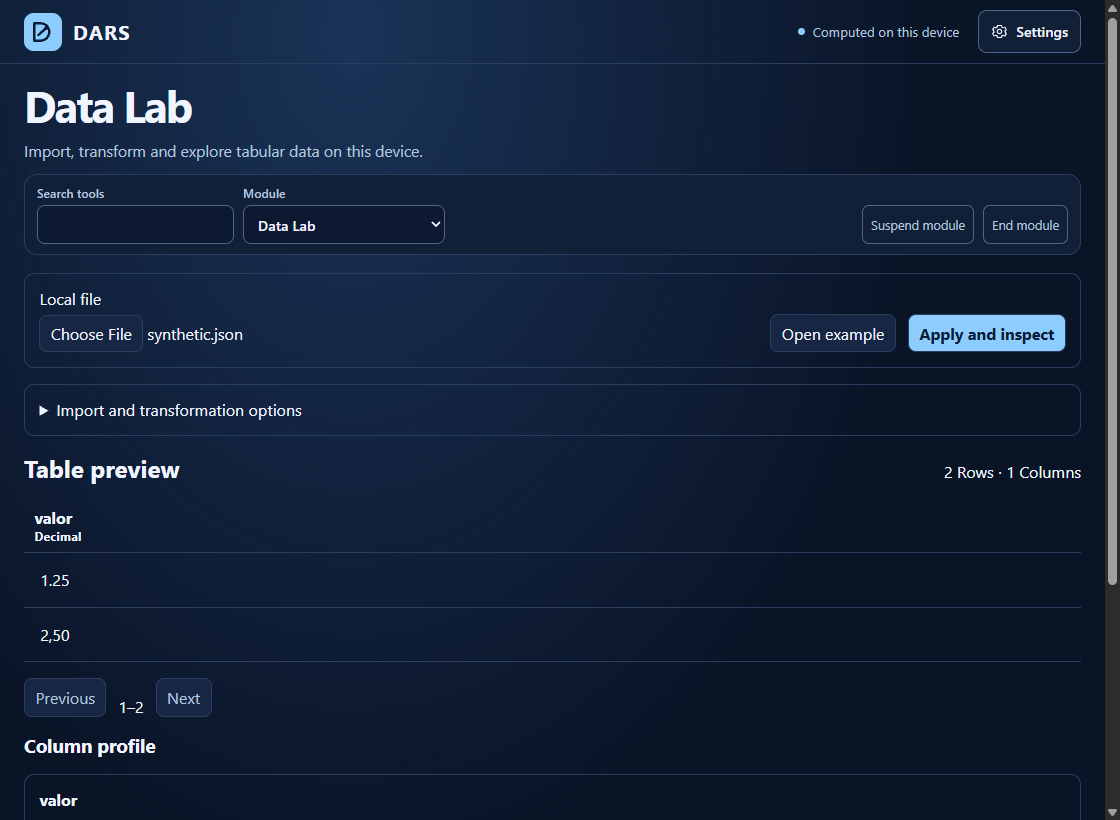 DARS
Computed on this device
Settings
Data Lab
Import, transform and explore tabular data on this device.
Search tools
Module
Data Lab
Suspend module
End module
Local file
Choose File
synthetic.json
Open example
Apply and inspect
Import and transformation options
Table preview
2 Rows · 1 Columns
valor
Decimal
1.25
2,50
Previous
1–2
Next
Column profile
valor